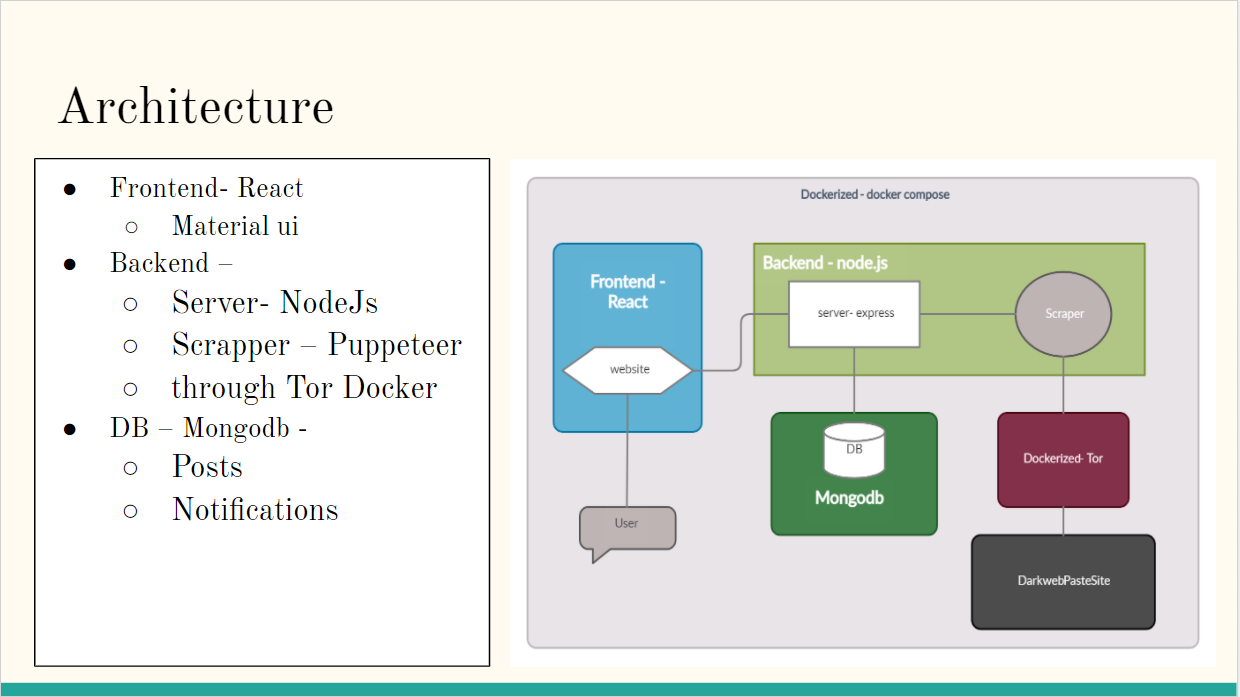 Architecture
● Frontend- React
○ Material ui
● Backend –
○ Server- NodeJs
○ Scrapper – Puppeteer
○ through Tor Docker
● DB – Mongodb -
○ Posts
○ Notifications
Dockerized - docker compose
Frontend -
React
website
User
Backend - node.js
server- express
Scraper
DB
Mongodb
Dockerized- Tor
DarkwebPasteSite